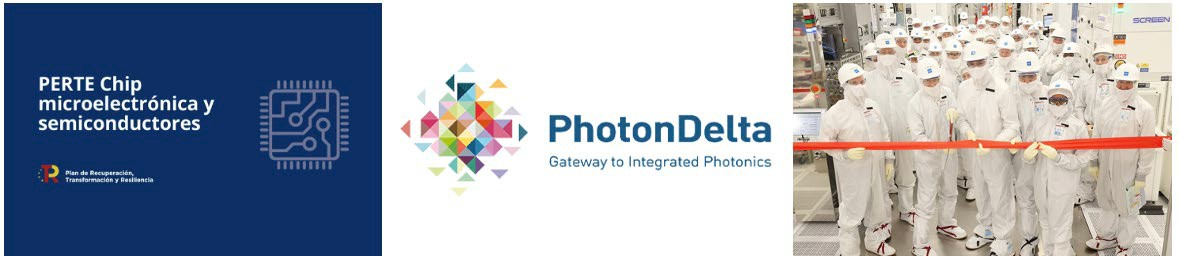 PERTE Chip
microelectrónica y
semiconductores
Plan de Recuperación,
Transformación y Resiliencia
PhotonDelta
Gateway to Integrated Photonics
SCREEN